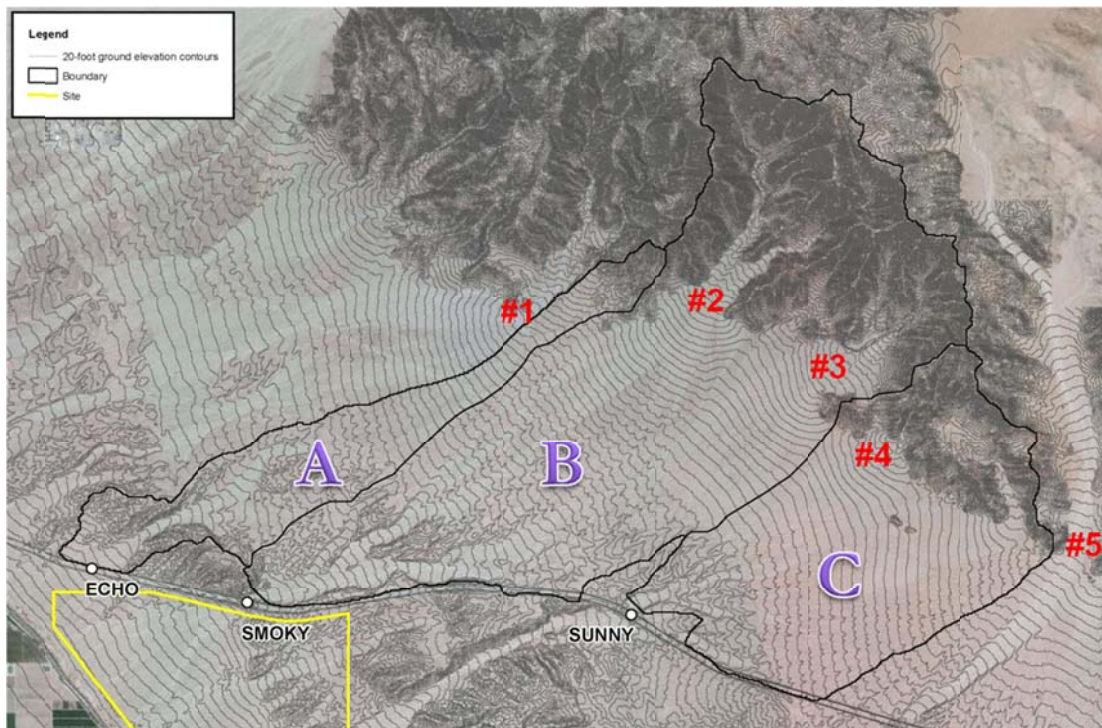 Legend
20-foot ground elevation contours
Boundary
Site
#1
#2
#3
A
B
#4
#5
C
ECHO
SMOKY
SUNNY